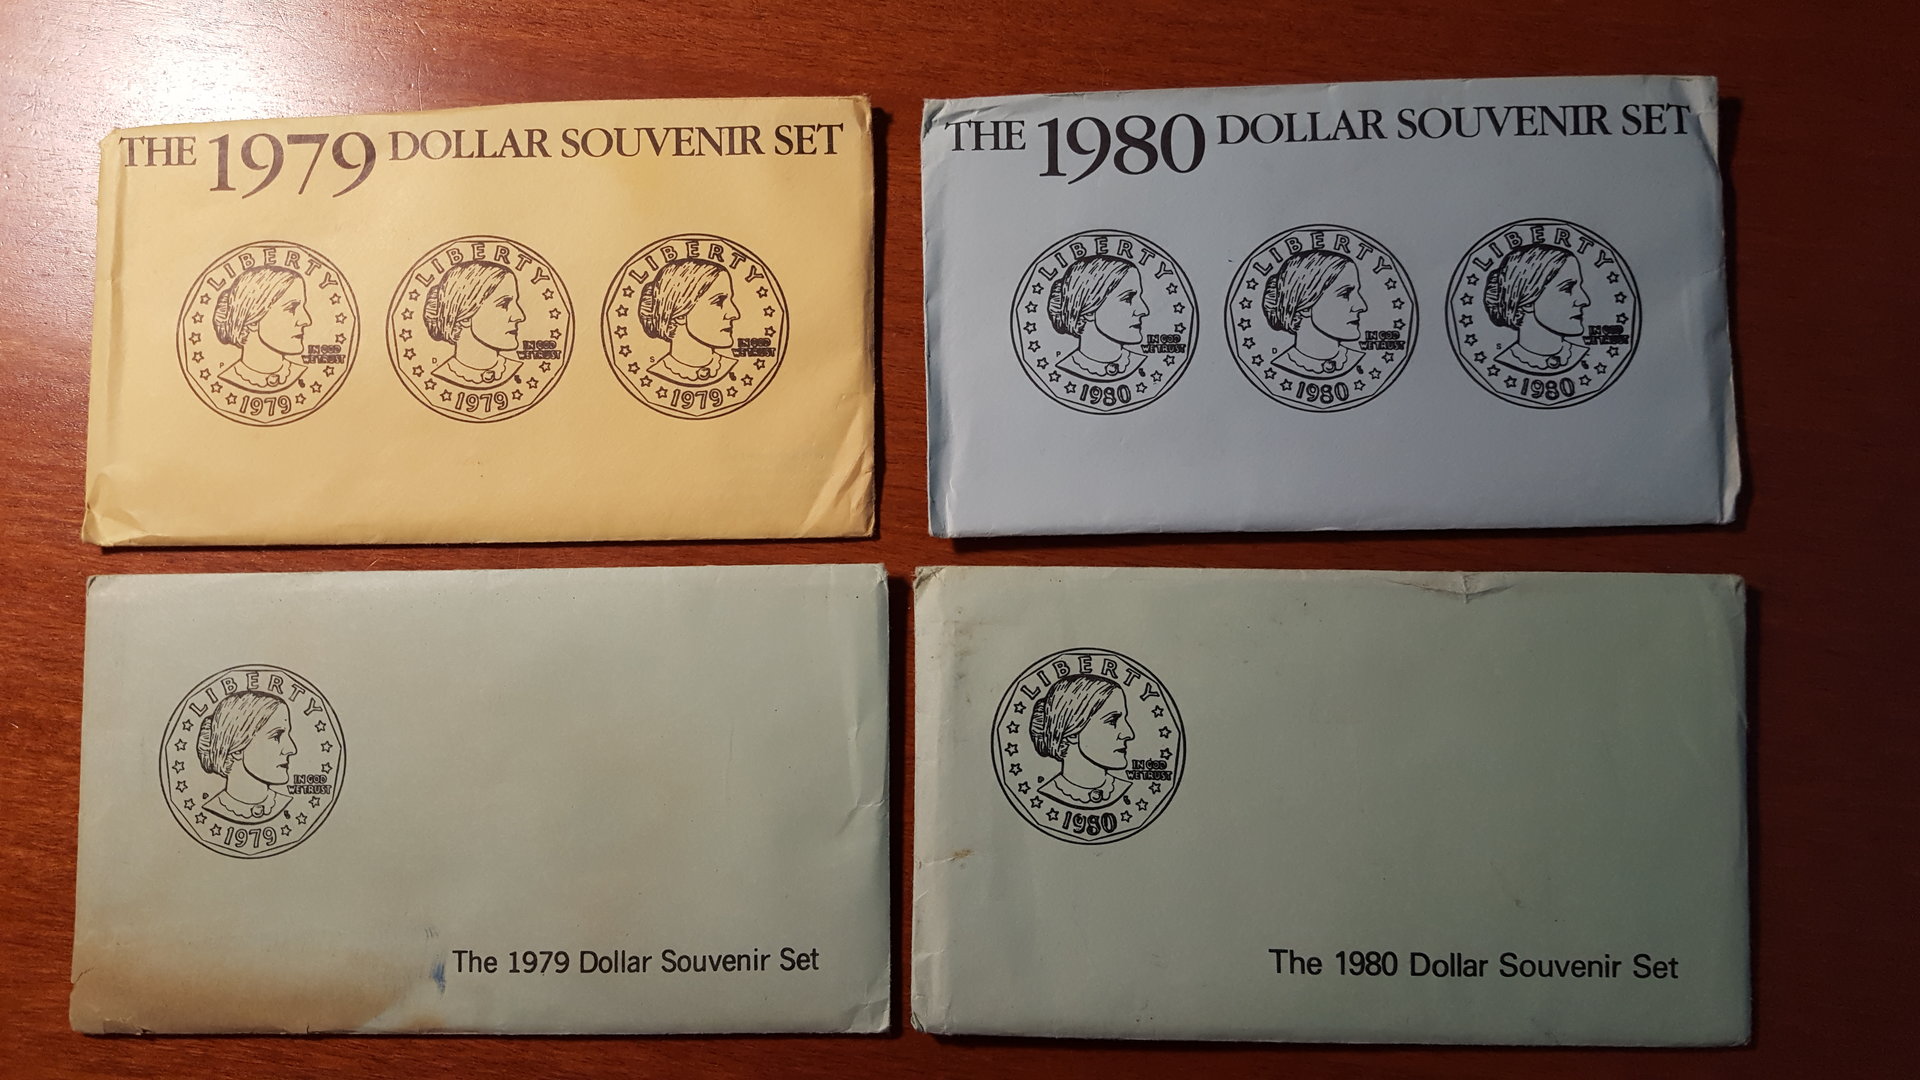 THE 1979 DOLLAR SOUVENIR SET
LIBERTY
IN GOD
WE TRUST
P
1979
LIBERTY
IN GOD
WE TRUST
D
1979
LIBERTY
IN GOD
WE TRUST
S
1979
THE 1980 DOLLAR SOUVENIR SET
LIBERTY
IN GOD
WE TRUST
P
1980
LIBERTY
IN GOD
WE TRUST
D
1980
LIBERTY
IN GOD
WE TRUST
S
1980
LIBERTY
IN GOD
WE TRUST
P
1979
The 1979 Dollar Souvenir Set
LIBERTY
IN GOD
WE TRUST
P
1980
The 1980 Dollar Souvenir Set